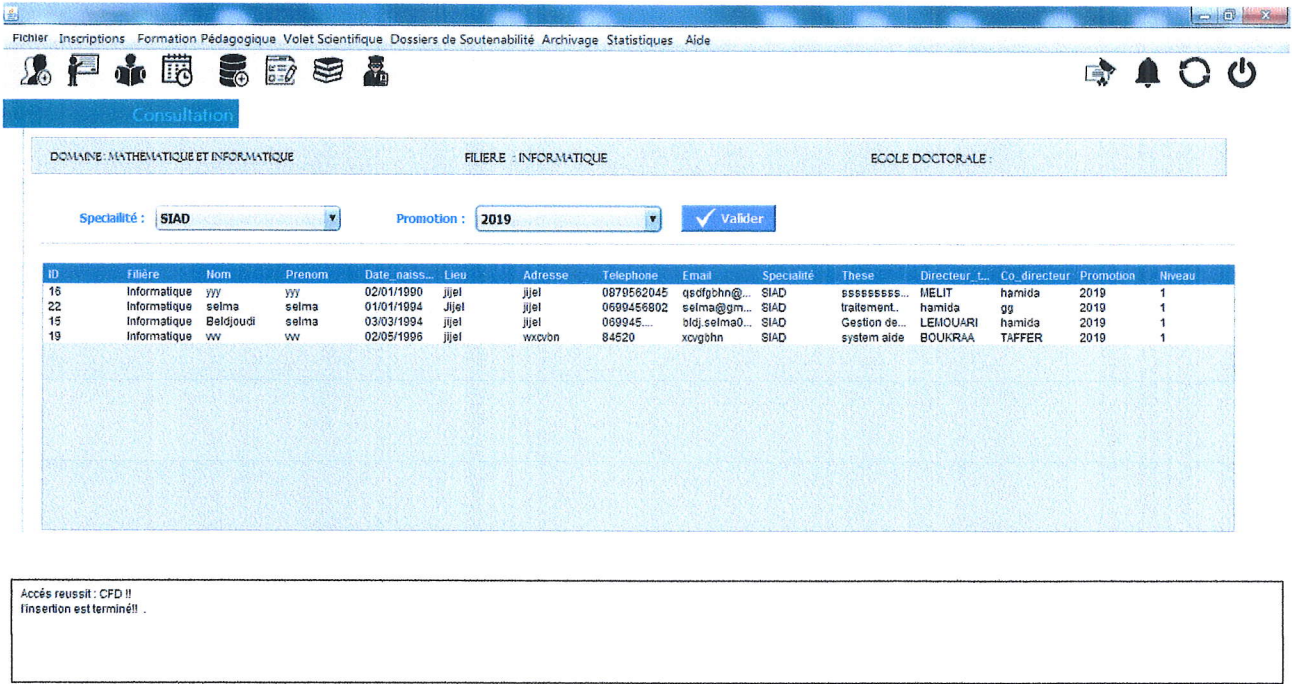 Fichier Inscriptions Formation Pédagogique Volet Scientifique Dossiers de Soutenabilité Archivage Statistiques Aide
Consultation
DOMAINE : MATHEMATIQUE ET INFORMATIQUE FILIERE : INFORMATIQUE ECOLE DOCTORALE :
Speciaílité : SIAD Promotion : 2019 Valider
ID Filière Nom Prenom Date_naiss... Lieu Adresse Telephone Email Specialité These Directeur_t... Co_directeur Promotion Niveau
16 Informatique yyy yyy 02/01/1990 jijel jijel 0879562045 qsdfgbhn@... SIAD sssssssss... MELIT hamida 2019 1
22 Informatique selma selma 01/01/1994 Jijel jijel 0699456802 selma@gm... SIAD traitement.. hamida gg 2019 1
15 Informatique Beldjoudi selma 03/03/1994 jijel jijel 069945.... bldj.selma0... SIAD Gestion de... LEMOUARI hamida 2019 1
19 Informatique vvv vvv 02/05/1996 jijel wxcvbn 84520 xcvgbhn SIAD system aide BOUKRAA TAFFER 2019 1
Accés reussit : CFD !!
l'insertion est terminé!! .